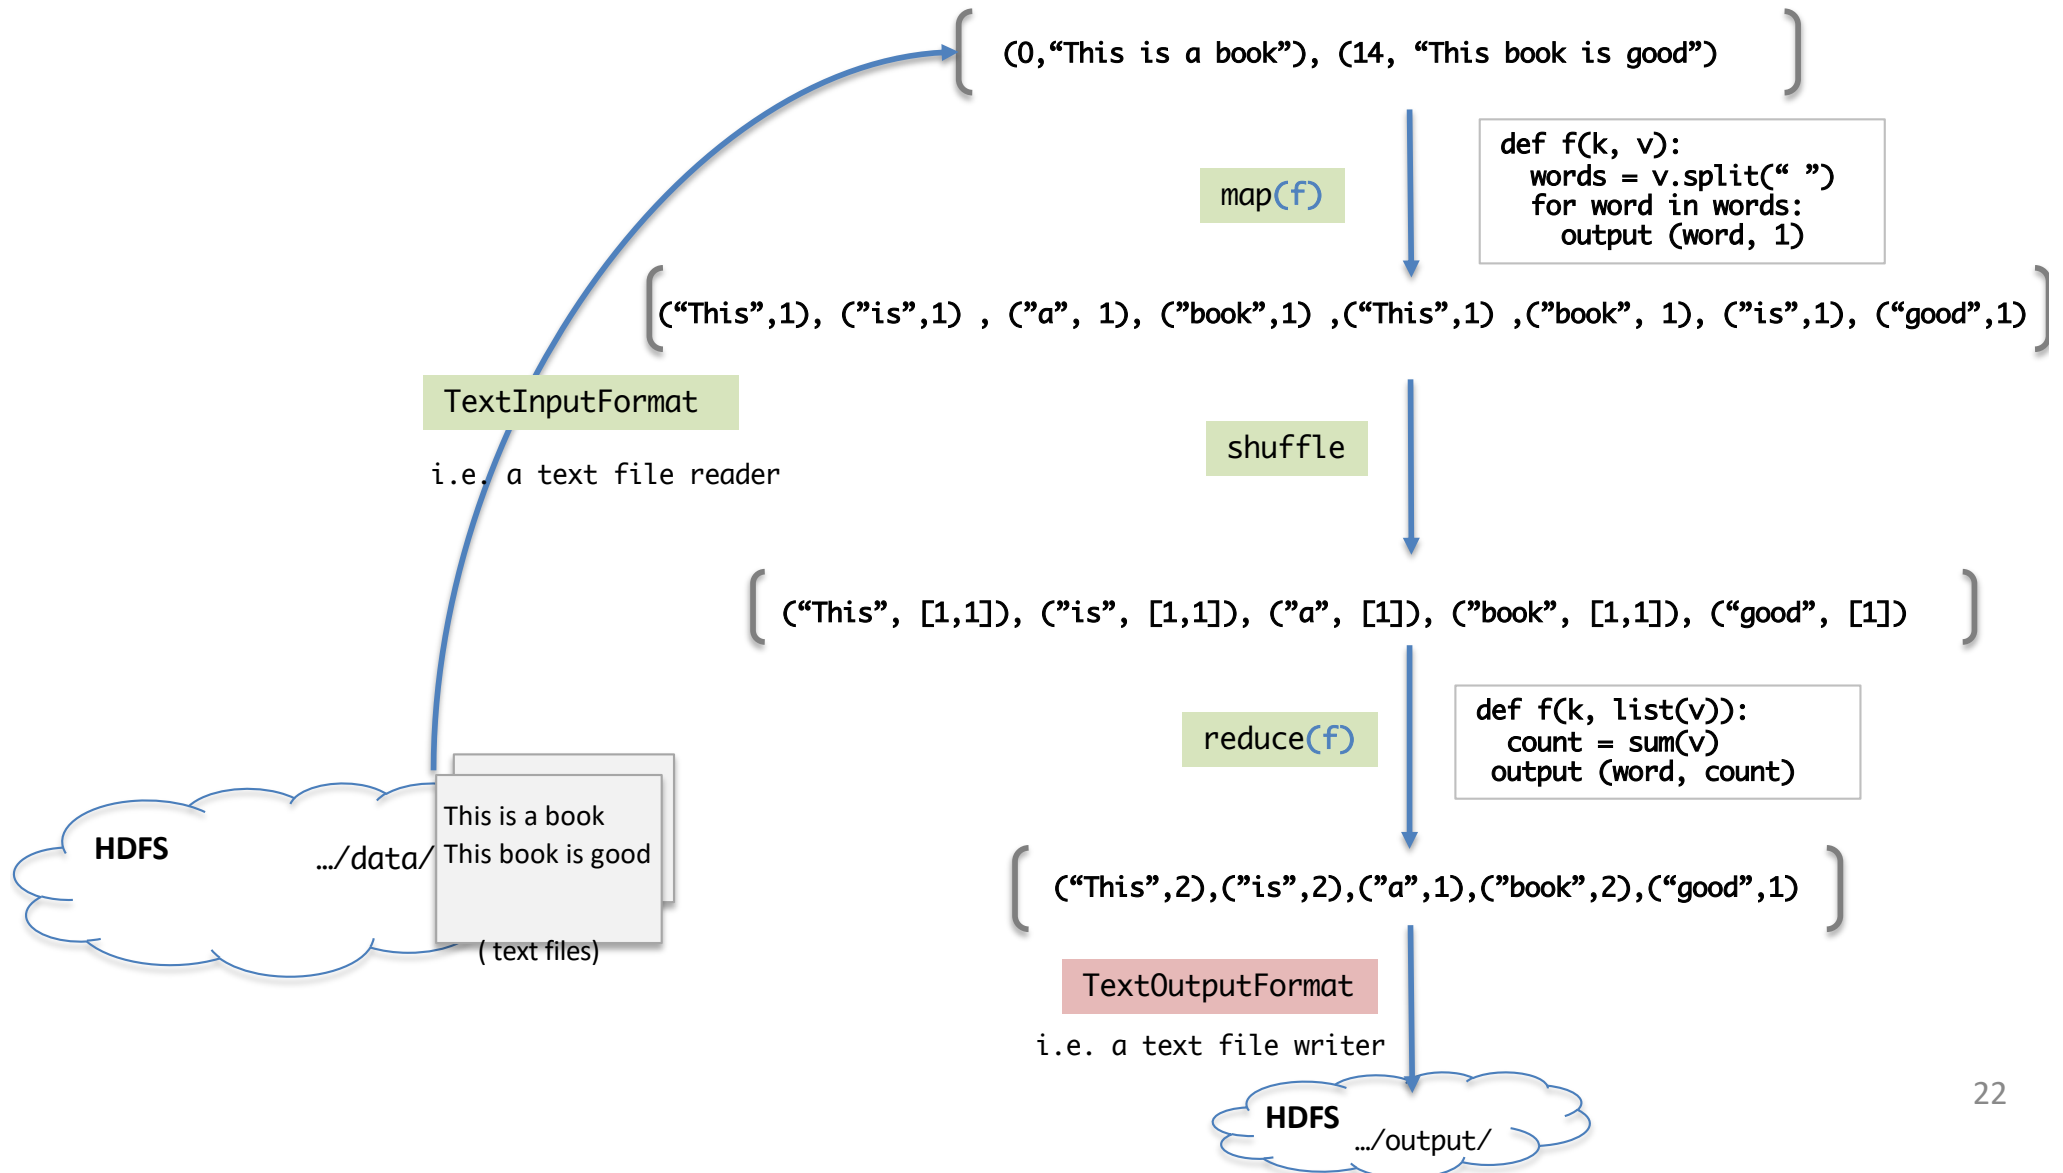 (0,“This is a book”), (14, “This book is good”)
map(f)
def f(k, v):
words = v.split(“ ”)
for word in words:
output (word, 1)
(“This”,1), (”is”,1) , (”a”, 1), (”book”,1) ,(“This”,1) ,(”book”, 1), (”is”,1), (“good”,1)
TextInputFormat
i.e. a text file reader
shuffle
(“This”, [1,1]), (”is”, [1,1]), (”a”, [1]), (”book”, [1,1]), (“good”, [1])
reduce(f)
def f(k, list(v)):
count = sum(v)
output (word, count)
HDFS
…/data/
This is a book
This book is good
( text files)
(“This”,2),(”is”,2),(”a”,1),(”book”,2),(“good”,1)
TextOutputFormat
i.e. a text file writer
HDFS
…/output/
22